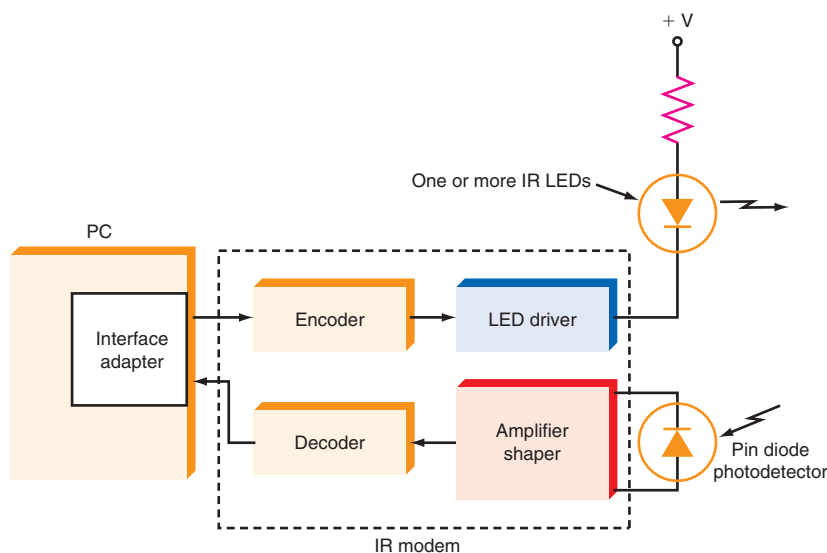 + V
One or more IR LEDs
PC
Encoder
LED driver
Interface
adapter
Decoder
Amplifier
shaper
Pin diode
photodetector
IR modem